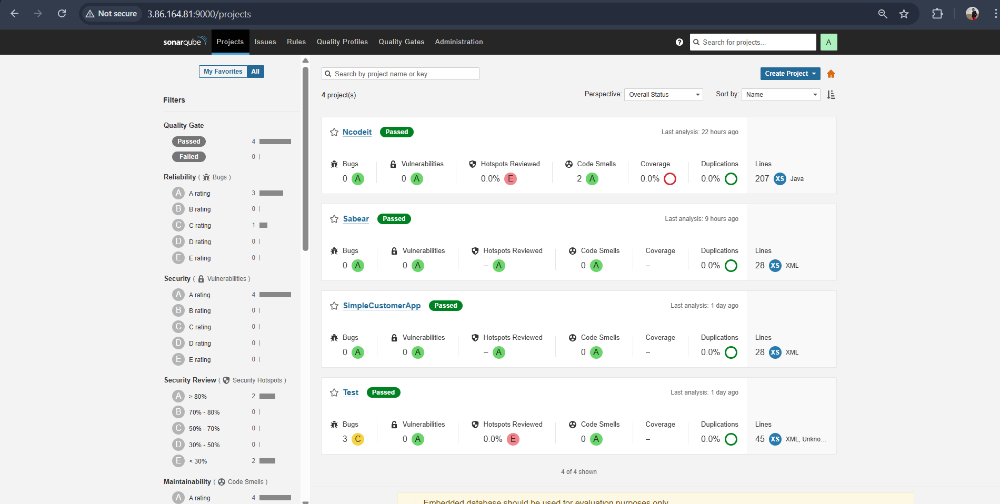 Not secure
3.86.164.81:9000/projects
sonarqube
Projects
Issues
Rules
Quality Profiles
Quality Gates
Administration
?
Search for projects...
A
My Favorites
All
Filters
Quality Gate
Passed 4
Failed 0
Reliability ( Bugs )
A A rating 3
B B rating 0
C C rating 1
D D rating 0
E E rating 0
Security ( Vulnerabilities )
A A rating 4
B B rating 0
C C rating 0
D D rating 0
E E rating 0
Security Review ( Security Hotspots )
A ≥ 80% 2
B 70% - 80% 0
C 50% - 70% 0
D 30% - 50% 0
E < 30% 2
Maintainability ( Code Smells )
A A rating 4
Search by project name or key
Create Project
4 project(s)
Perspective: Overall Status
Sort by: Name
Ncodeit Passed
Last analysis: 22 hours ago
Bugs Vulnerabilities Hotspots Reviewed Code Smells Coverage Duplications Lines
0 A 0 A 0.0% E 2 A 0.0% 0.0% 207 XS Java
Sabear Passed
Last analysis: 9 hours ago
Bugs Vulnerabilities Hotspots Reviewed Code Smells Coverage Duplications Lines
0 A 0 A – A 0 A – 0.0% 28 XS XML
SimpleCustomerApp Passed
Last analysis: 1 day ago
Bugs Vulnerabilities Hotspots Reviewed Code Smells Coverage Duplications Lines
0 A 0 A – A 0 A – 0.0% 28 XS XML
Test Passed
Last analysis: 1 day ago
Bugs Vulnerabilities Hotspots Reviewed Code Smells Coverage Duplications Lines
3 C 0 A 0.0% E 0 A – 0.0% 45 XS XML, Unkno...
4 of 4 shown
Embedded database should be used for evaluation purposes only